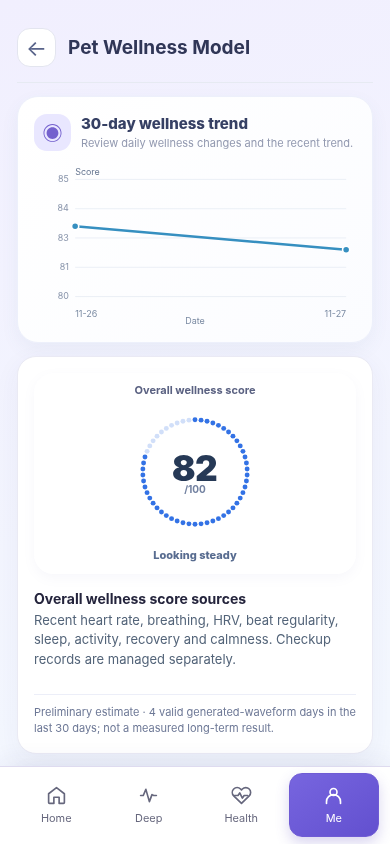 Pet Wellness Model
30-day wellness trend
Review daily wellness changes and the recent trend.
Score
85
84
83
81
80
11-26
11-27
Date
Overall wellness score
82
/100
Looking steady
Overall wellness score sources
Recent heart rate, breathing, HRV, beat regularity,
sleep, activity, recovery and calmness. Checkup
records are managed separately.
Preliminary estimate · 4 valid generated-waveform days in the
last 30 days; not a measured long-term result.
Home
Deep
Health
Me